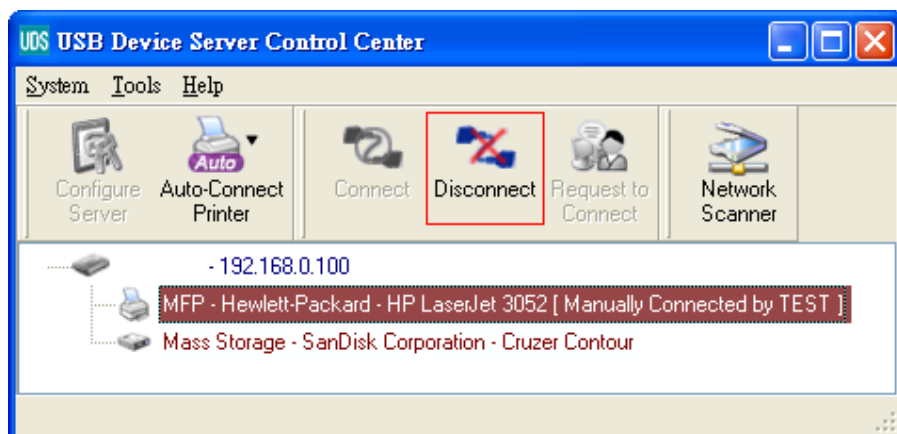 UDS USB Device Server Control Center
System Tools Help
Auto
Configure Server
Auto-Connect Printer
Connect
Disconnect
Request to Connect
Network Scanner
- 192.168.0.100
MFP - Hewlett-Packard - HP LaserJet 3052 [ Manually Connected by TEST ]
Mass Storage - SanDisk Corporation - Cruzer Contour